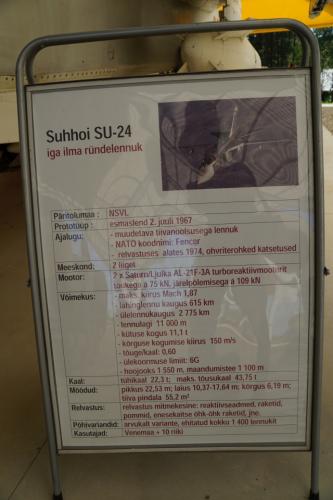 Suhhoi SU-24
iga ilma ründelennuk
Päritolumaa : NSVL
Prototüüp : esmaslend 2. juuli 1967
Ajalugu: - muudetava tiivanoolsusega lennuk
- NATO koodnimi: Fencer
- relvastuses alates 1974, ohvriterohked katsetused
Meeskond: 2 liiget
Mootor: 2 x Saturn/Ljulka AL-21F-3A turboreaktiivmootorit
tõukega à 75 kN, järelpõlemisega à 109 kN
Võimekus: - maks. kiirus Mach 1,87
- lahinglennu kaugus 615 km
- ülelennukaugus 2 775 km
- lennulagi 11 000 m
- kütuse kogus 11,1 t
- kõrguse kogumise kiirus 150 m/s
- tõuge/kaal: 0,60
- ülekoormuse limiit: 6G
- hoojooks 1 550 m, maandumistee 1 100 m
Kaal: tühikaal 22,3 t; maks. tõusukaal 43,75 t
Mõõdud: pikkus 22,53 m; laius 10,37-17,64 m; kõrgus 6,19 m;
tiiva pindala 55,2 m²
Relvastus: relvastus mitmekesine: reaktiivseadmed, raketid,
pommid, enesekaitse õhk-õhk raketid, jne.
Põhivariandid: arvukalt variante, ehitatud kokku 1 400 lennukit
Kasutajad: Venemaa + 10 riiki